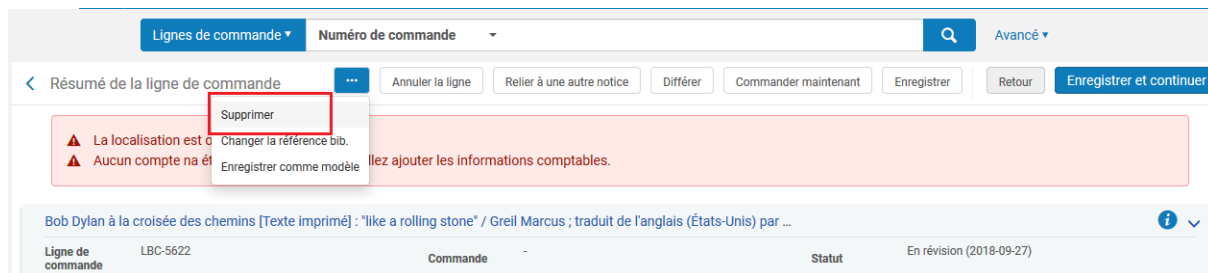 Lignes de commande Numéro de commande Avancé
Résumé de la ligne de commande ... Annuler la ligne Relier à une autre notice Différer Commander maintenant Enregistrer Retour Enregistrer et continuer
Supprimer
La localisation est o
Changer la référence bib.
Aucun compte na ét llez ajouter les informations comptables.
Enregistrer comme modèle
Bob Dylan à la croisée des chemins [Texte imprimé] : "like a rolling stone" / Greil Marcus ; traduit de l'anglais (États-Unis) par ...
Ligne de commande LBC-5622 Commande - Statut En révision (2018-09-27)